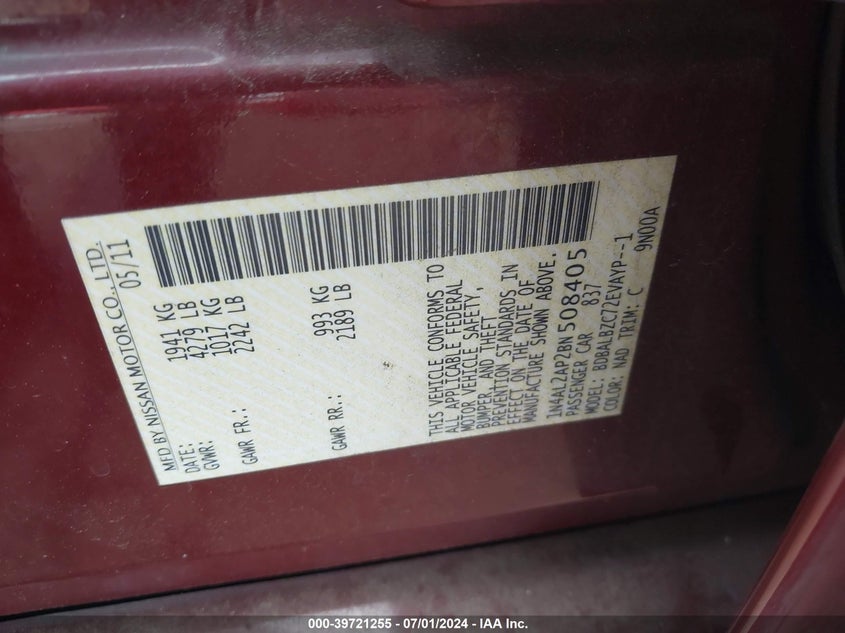 MFD BY NISSAN MOTOR CO., LTD.
DATE: 05/11
GVWR: 1941 KG
4279 LB
GAWR FR.: 1017 KG
2242 LB
GAWR RR.: 993 KG
2189 LB
THIS VEHICLE CONFORMS TO
ALL APPLICABLE FEDERAL
MOTOR VEHICLE SAFETY,
BUMPER, AND THEFT
PREVENTION STANDARDS IN
EFFECT ON THE DATE OF
MANUFACTURE SHOWN ABOVE.
1N4AL2AP2BN508405
PASSENGER CAR 837
MODEL: BDBALBZC72EVAYP--1
COLOR: NAD TRIM: C 9N00A
000-39721255 - 07/01/2024 - IAA Inc.